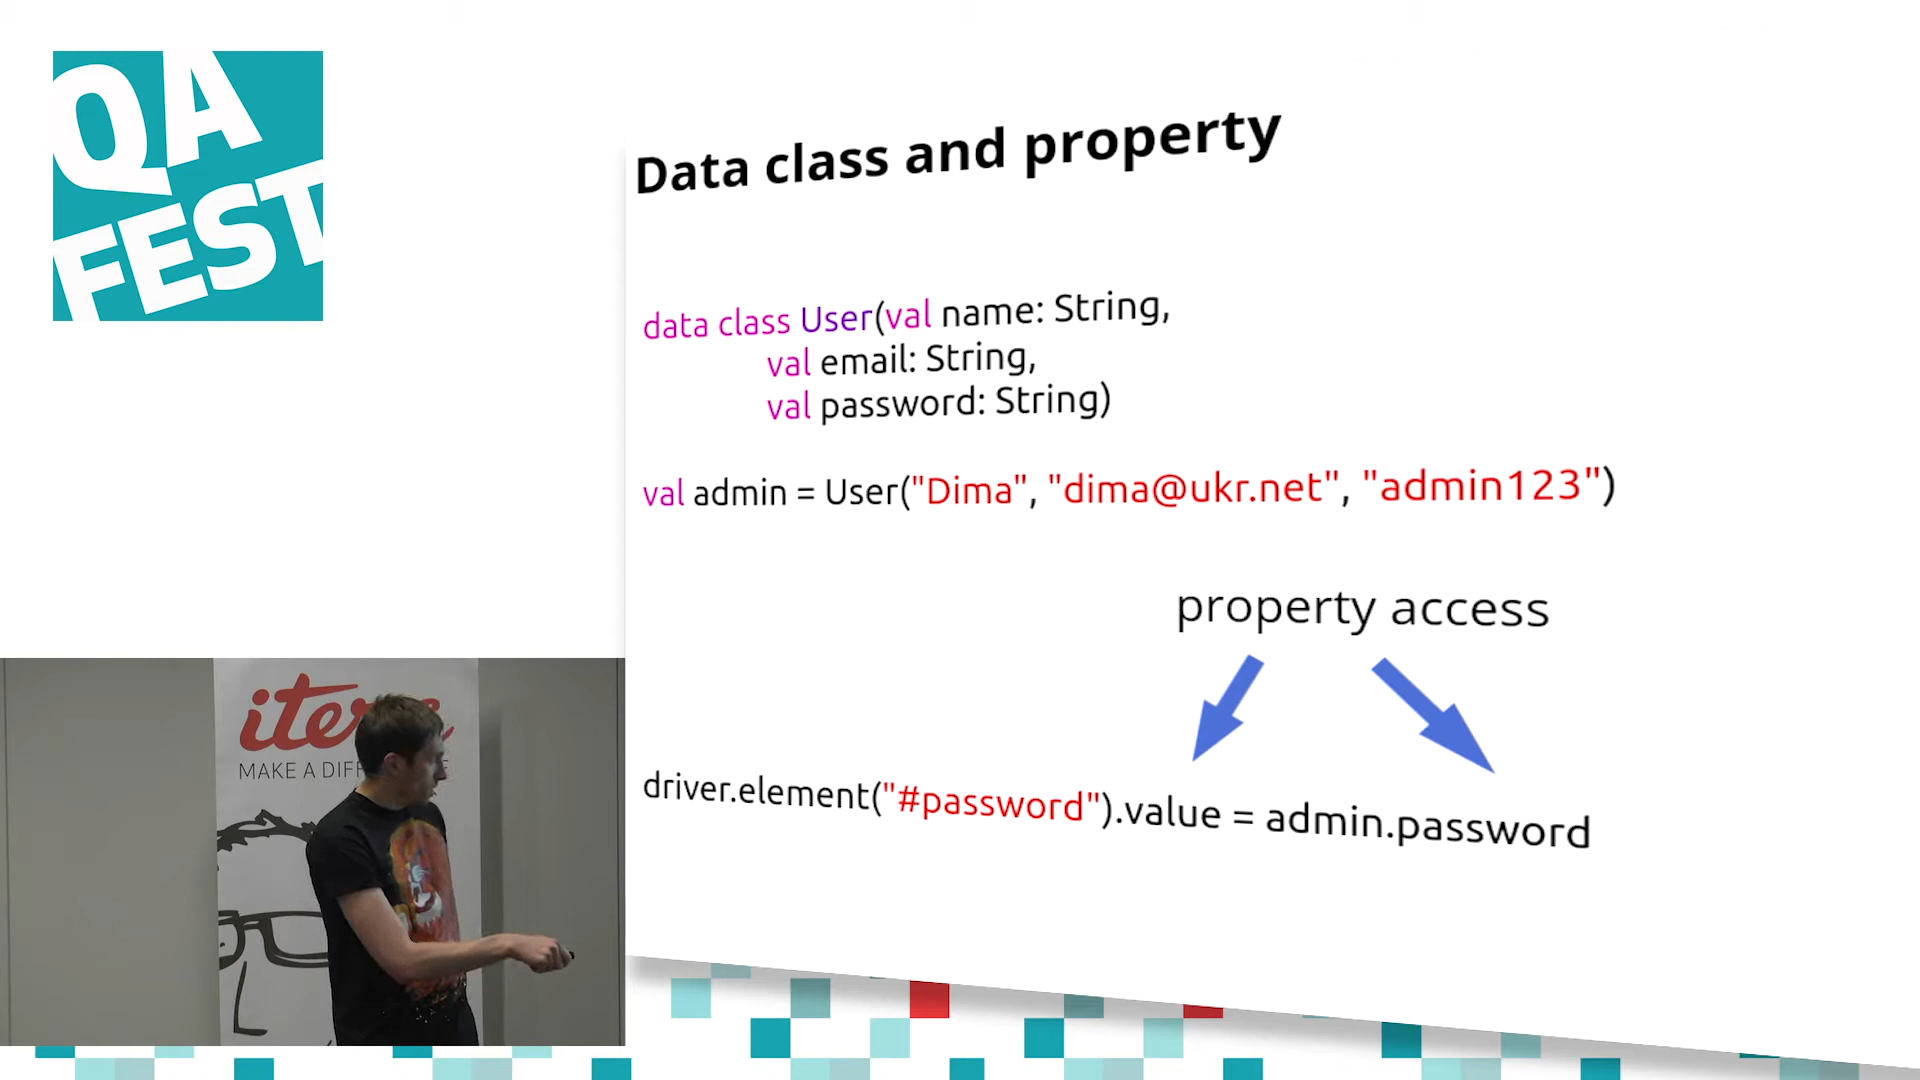 QA
FEST
Data class and property
data class User(val name: String,
val email: String,
val password: String)
val admin = User("Dima", "dima@ukr.net", "admin123")
property access
driver.element("#password").value = admin.password
MAKE A